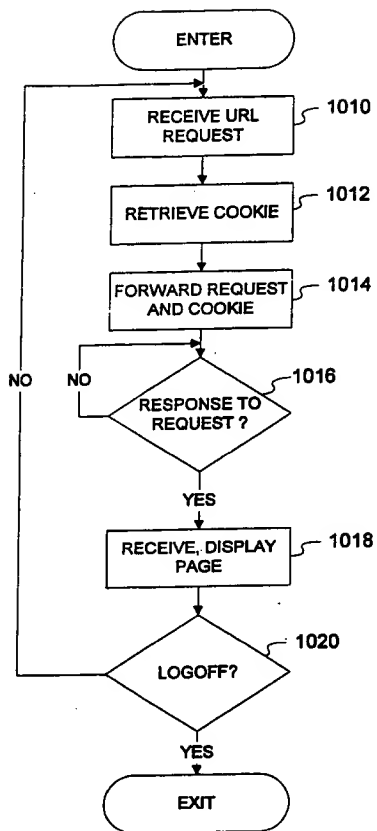 ENTER
RECEIVE URL
REQUEST
1010
RETRIEVE COOKIE
1012
FORWARD REQUEST
AND COOKIE
1014
NO
NO
RESPONSE TO
REQUEST ?
1016
YES
RECEIVE, DISPLAY
PAGE
1018
LOGOFF?
1020
YES
EXIT